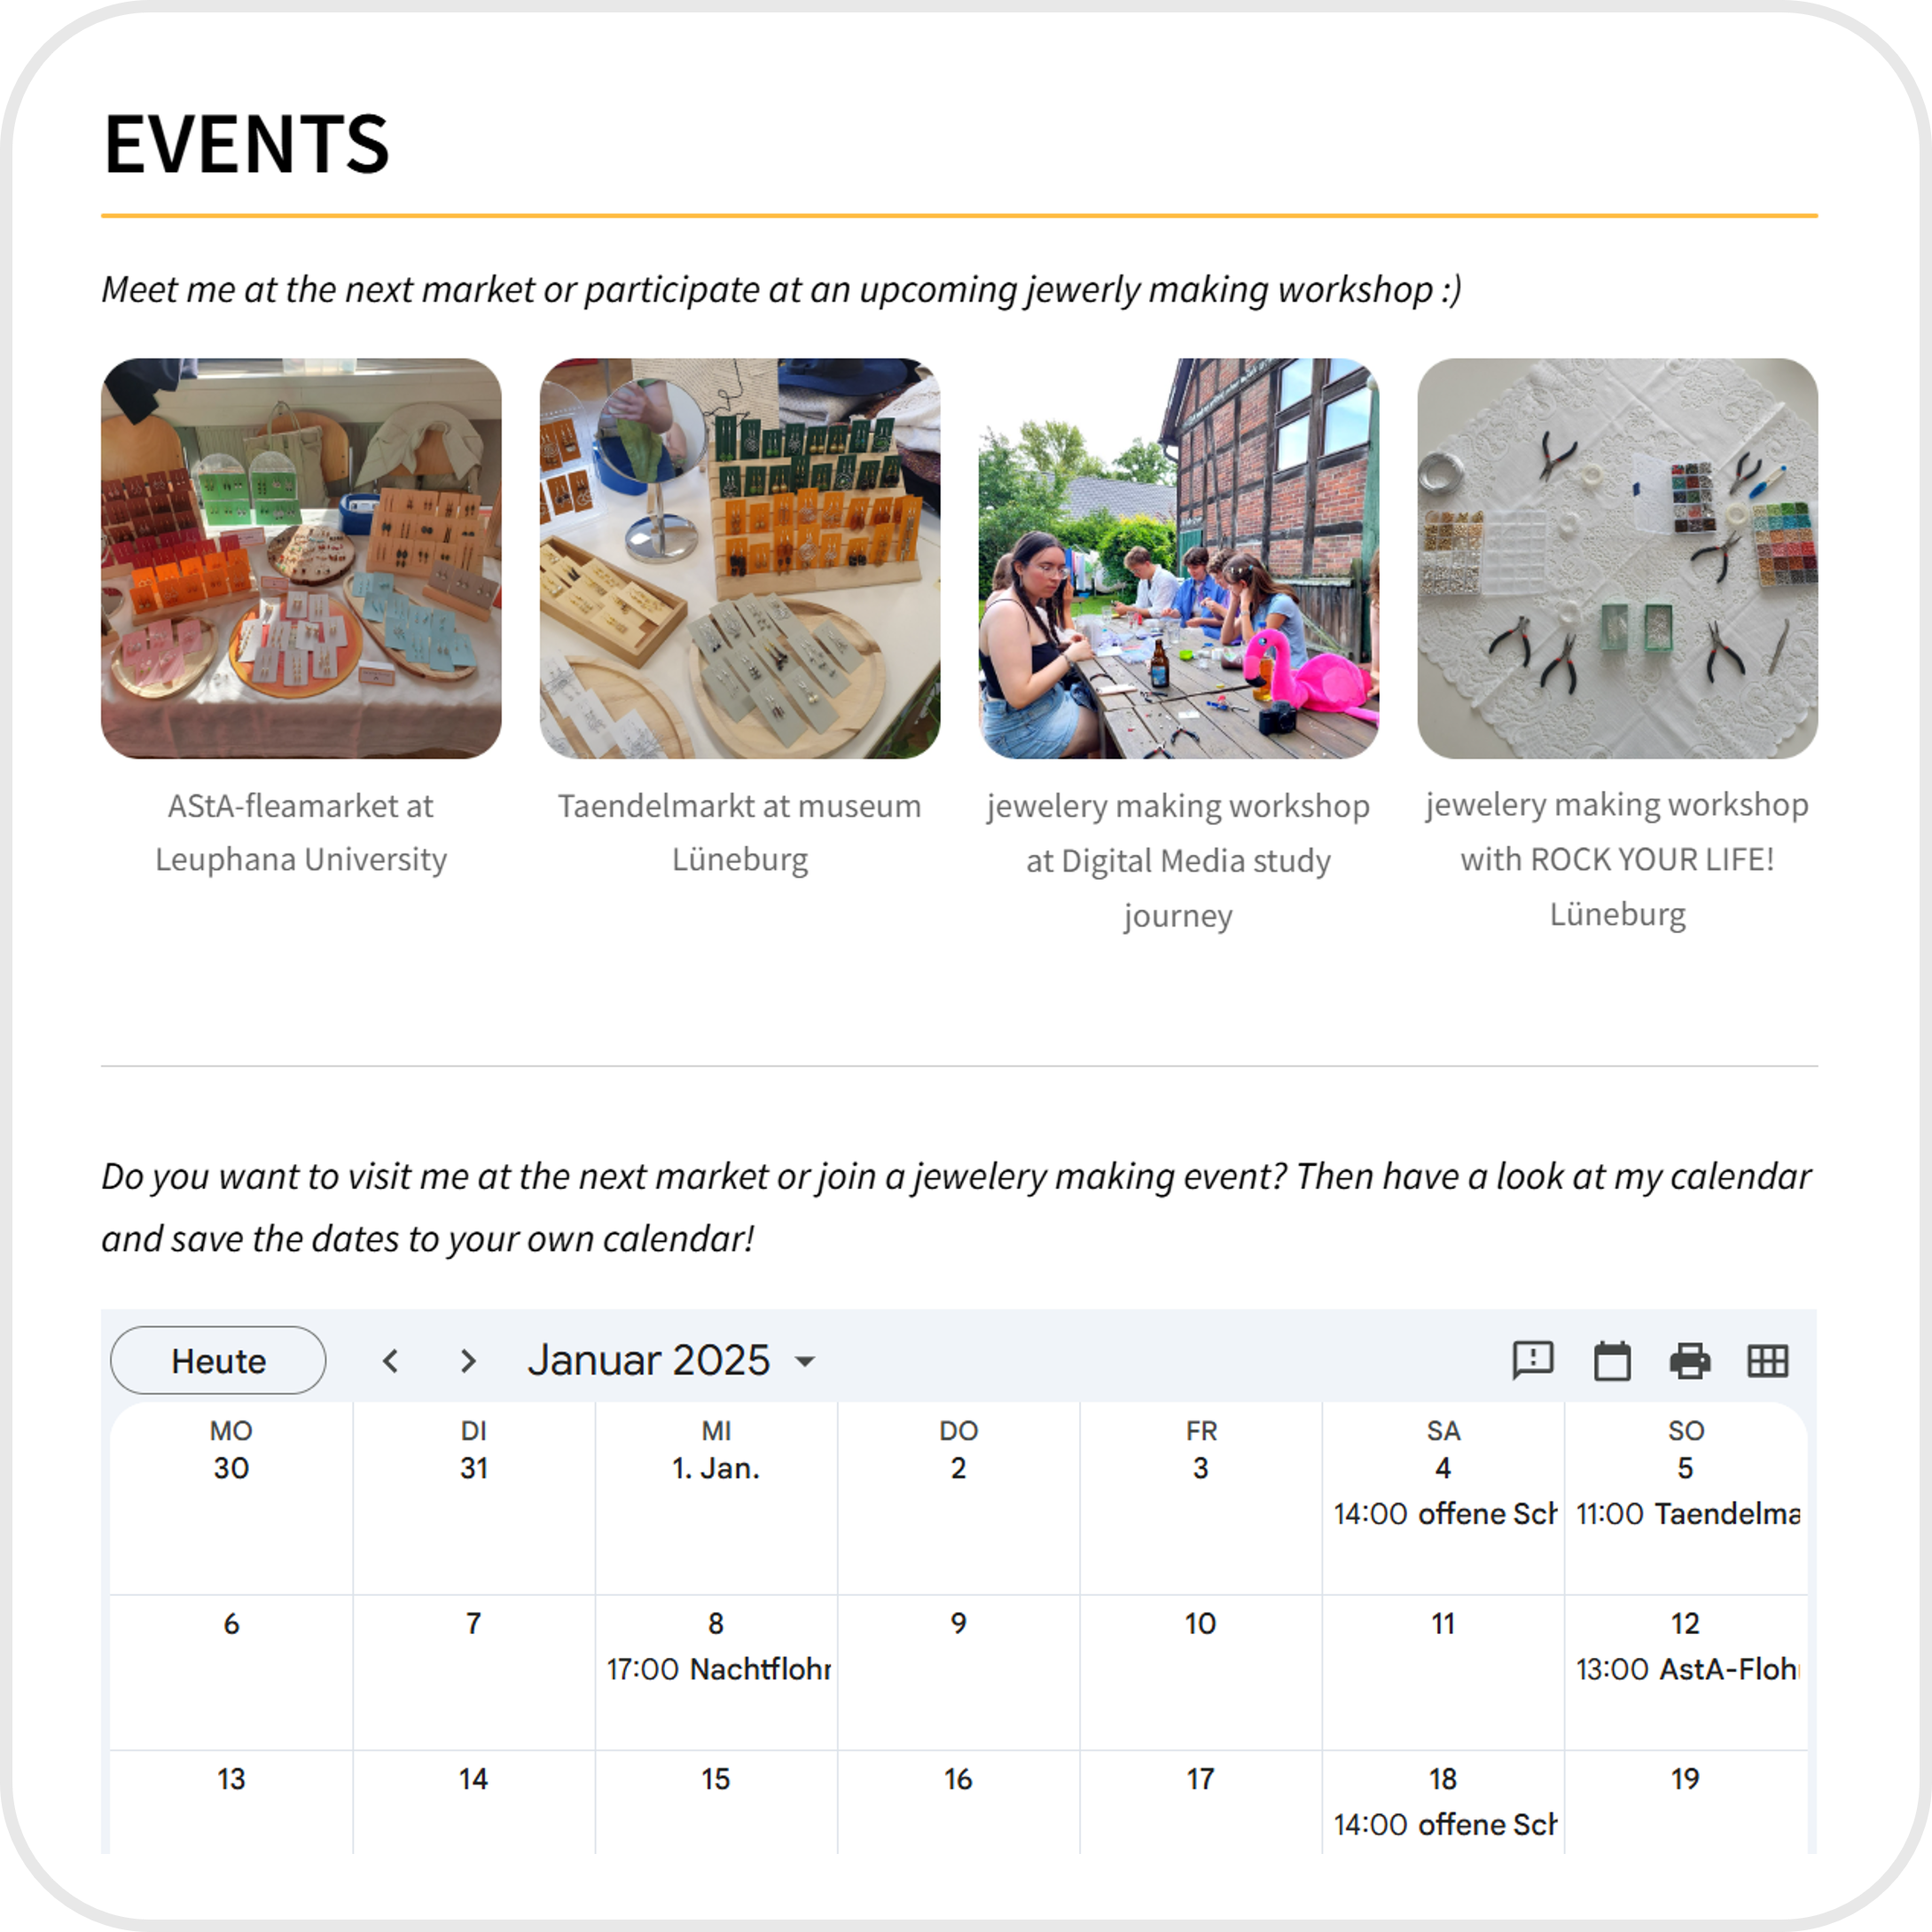 EVENTS
Meet me at the next market or participate at an upcoming jewerly making workshop :)
AStA-fleamarket at
Leuphana University
Taendelmarkt at museum
Lüneburg
jewelery making workshop
at Digital Media study
journey
jewelery making workshop
with ROCK YOUR LIFE!
Lüneburg
Do you want to visit me at the next market or join a jewelery making event? Then have a look at my calendar
and save the dates to your own calendar!
Heute Januar 2025
MO DI MI DO FR SA SO
30 31 1. Jan. 2 3 4 5
14:00 offene Sch 11:00 Taendelma
6 7 8 9 10 11 12
17:00 Nachtfloh 13:00 AstA-Floh
13 14 15 16 17 18 19
14:00 offene Sch